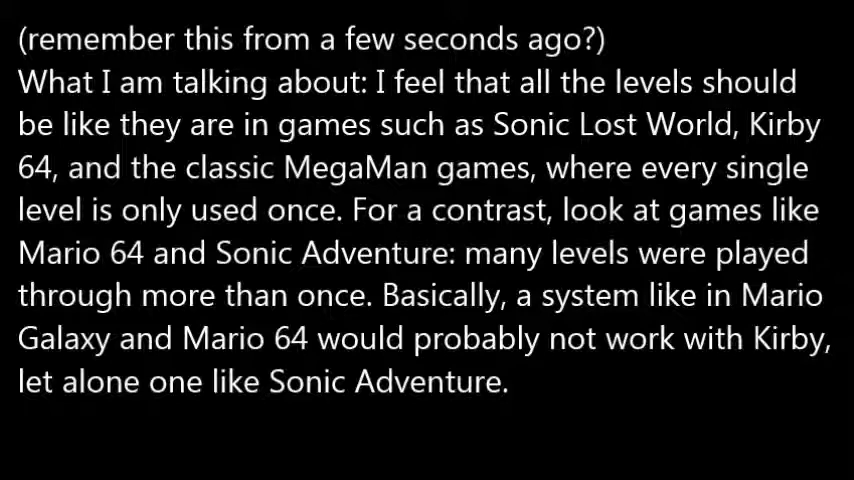 (remember this from a few seconds ago?)
What I am talking about: I feel that all the levels should
be like they are in games such as Sonic Lost World, Kirby
64, and the classic MegaMan games, where every single
level is only used once. For a contrast, look at games like
Mario 64 and Sonic Adventure: many levels were played
through more than once. Basically, a system like in Mario
Galaxy and Mario 64 would probably not work with Kirby,
let alone one like Sonic Adventure.